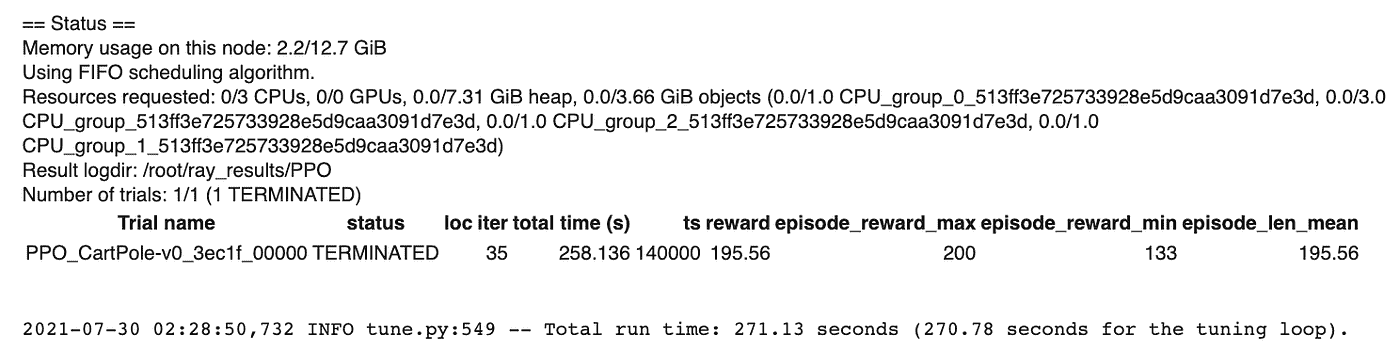 == Status ==
Memory usage on this node: 2.2/12.7 GiB
Using FIFO scheduling algorithm.
Resources requested: 0/3 CPUs, 0/0 GPUs, 0.0/7.31 GiB heap, 0.0/3.66 GiB objects (0.0/1.0 CPU_group_0_513ff3e725733928e5d9caa3091d7e3d, 0.0/3.0
CPU_group_513ff3e725733928e5d9caa3091d7e3d, 0.0/1.0 CPU_group_2_513ff3e725733928e5d9caa3091d7e3d, 0.0/1.0
CPU_group_1_513ff3e725733928e5d9caa3091d7e3d)
Result logdir: /root/ray_results/PPO
Number of trials: 1/1 (1 TERMINATED)
Trial name status loc iter total time (s) ts reward episode_reward_max episode_reward_min episode_len_mean
PPO_CartPole-v0_3ec1f_00000 TERMINATED 35 258.136 140000 195.56 200 133 195.56
2021-07-30 02:28:50,732 INFO tune.py:549 -- Total run time: 271.13 seconds (270.78 seconds for the tuning loop).